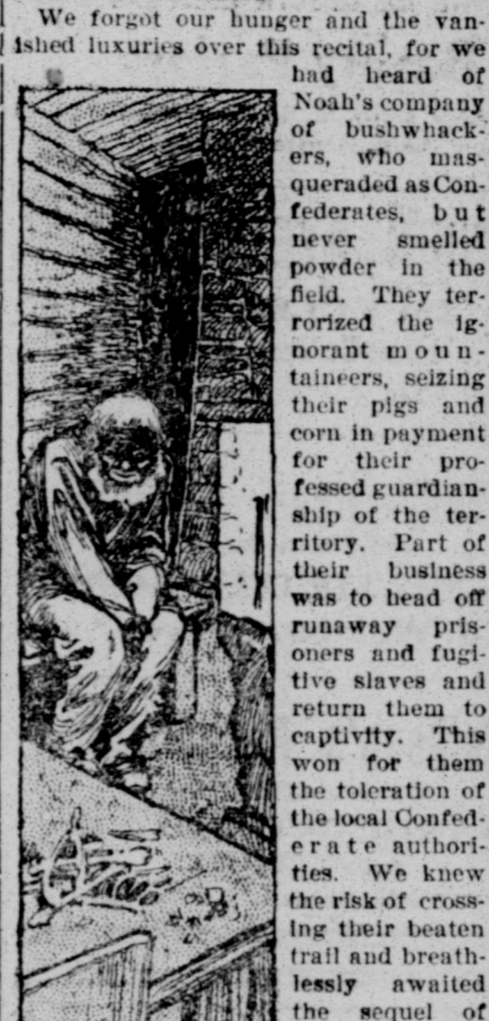 We forgot our hunger and the van-
ished luxuries over this recital, for we
had heard of
Noah's company
of bushwhack-
ers, who mas-
queraded as Con-
federates, but
never smelled
powder in the
field. They ter-
rorized the ig-
norant moun-
taineers, seizing
their pigs and
corn in payment
for their pro-
fessed guardian-
ship of the ter-
ritory. Part of
their business
was to head off
runaway pris-
oners and fugi-
tive slaves and
return them to
captivity. This
won for them
the toleration of
the local Confed-
erate authori-
ties. We knew
the risk of cross-
ing their beaten
trail and breath-
lessly awaited
the sequel of